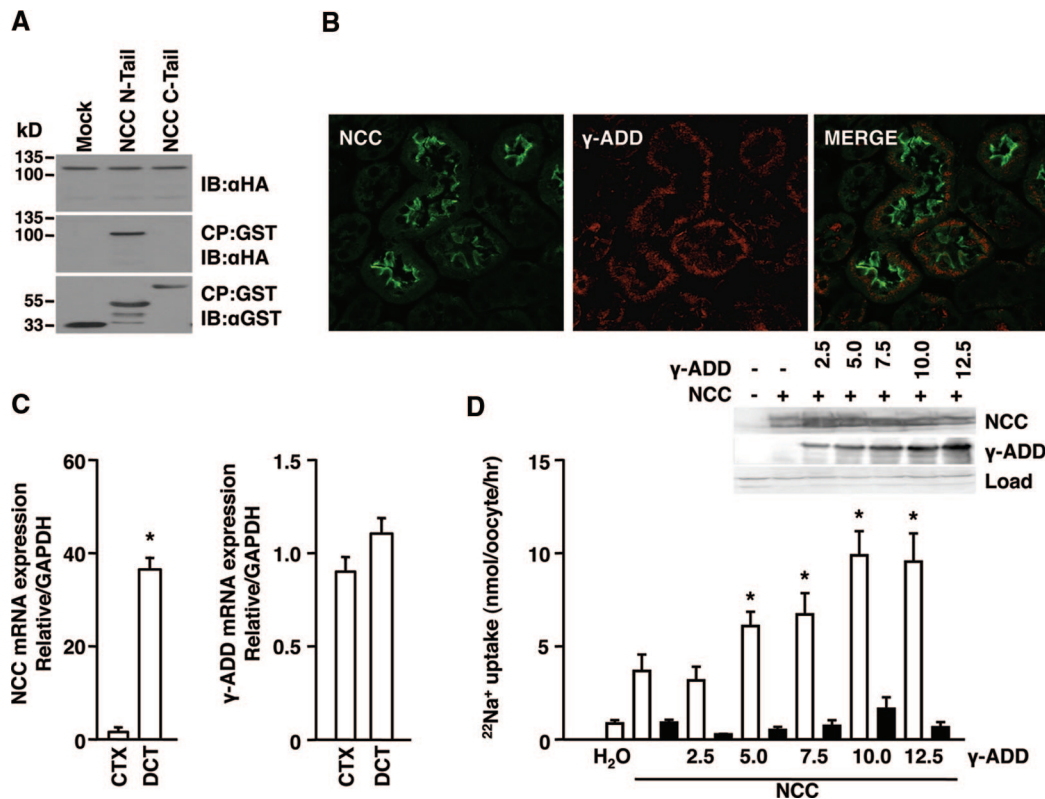 A
B
Mock
NCC N-Tail
NCC C-Tail
kD
135
100
IB:αHA
135
100
CP:GST
IB:αHA
55
33
CP:GST
IB:αGST
NCC
γ-ADD
MERGE
C
NCC mRNA expression
Relative/GAPDH
60
40
20
0
CTX
DCT
*
γ-ADD mRNA expression
Relative/GAPDH
1.5
1.0
0.5
0
CTX
DCT
D
γ-ADD - - 2.5 5.0 7.5 10.0 12.5
NCC - + + + + + +
NCC
γ-ADD
Load
²²Na⁺ uptake (nmol/oocyte/hr)
15
10
5
0
* * * *
H₂O 2.5 5.0 7.5 10.0 12.5 γ-ADD
NCC